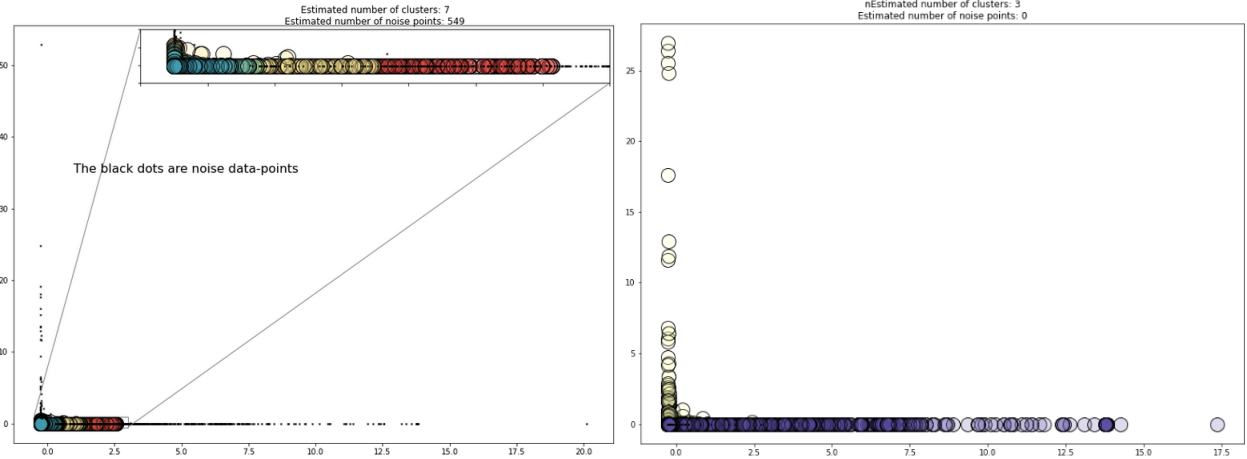 Estimated number of clusters: 7
Estimated number of noise points: 549
50
40
The black dots are noise data-points
30
20
10
0
0.0 2.5 5.0 7.5 10.0 12.5 15.0 17.5 20.0
nEstimated number of clusters: 3
Estimated number of noise points: 0
25
20
15
10
5
0
0.0 2.5 5.0 7.5 10.0 12.5 15.0 17.5